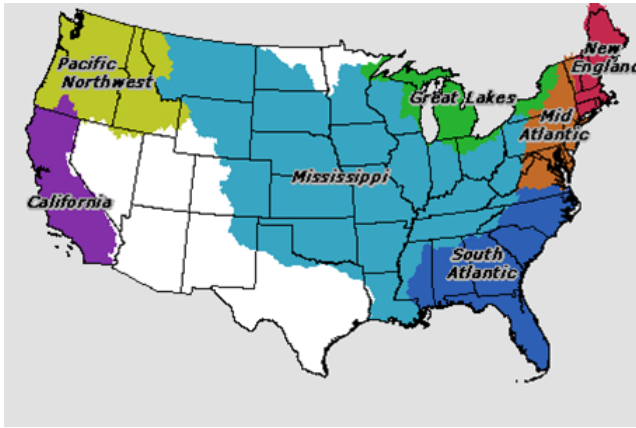 Pacific
Northwest
New
England
Great Lakes
Mid
Atlantic
Mississippi
California
South
Atlantic